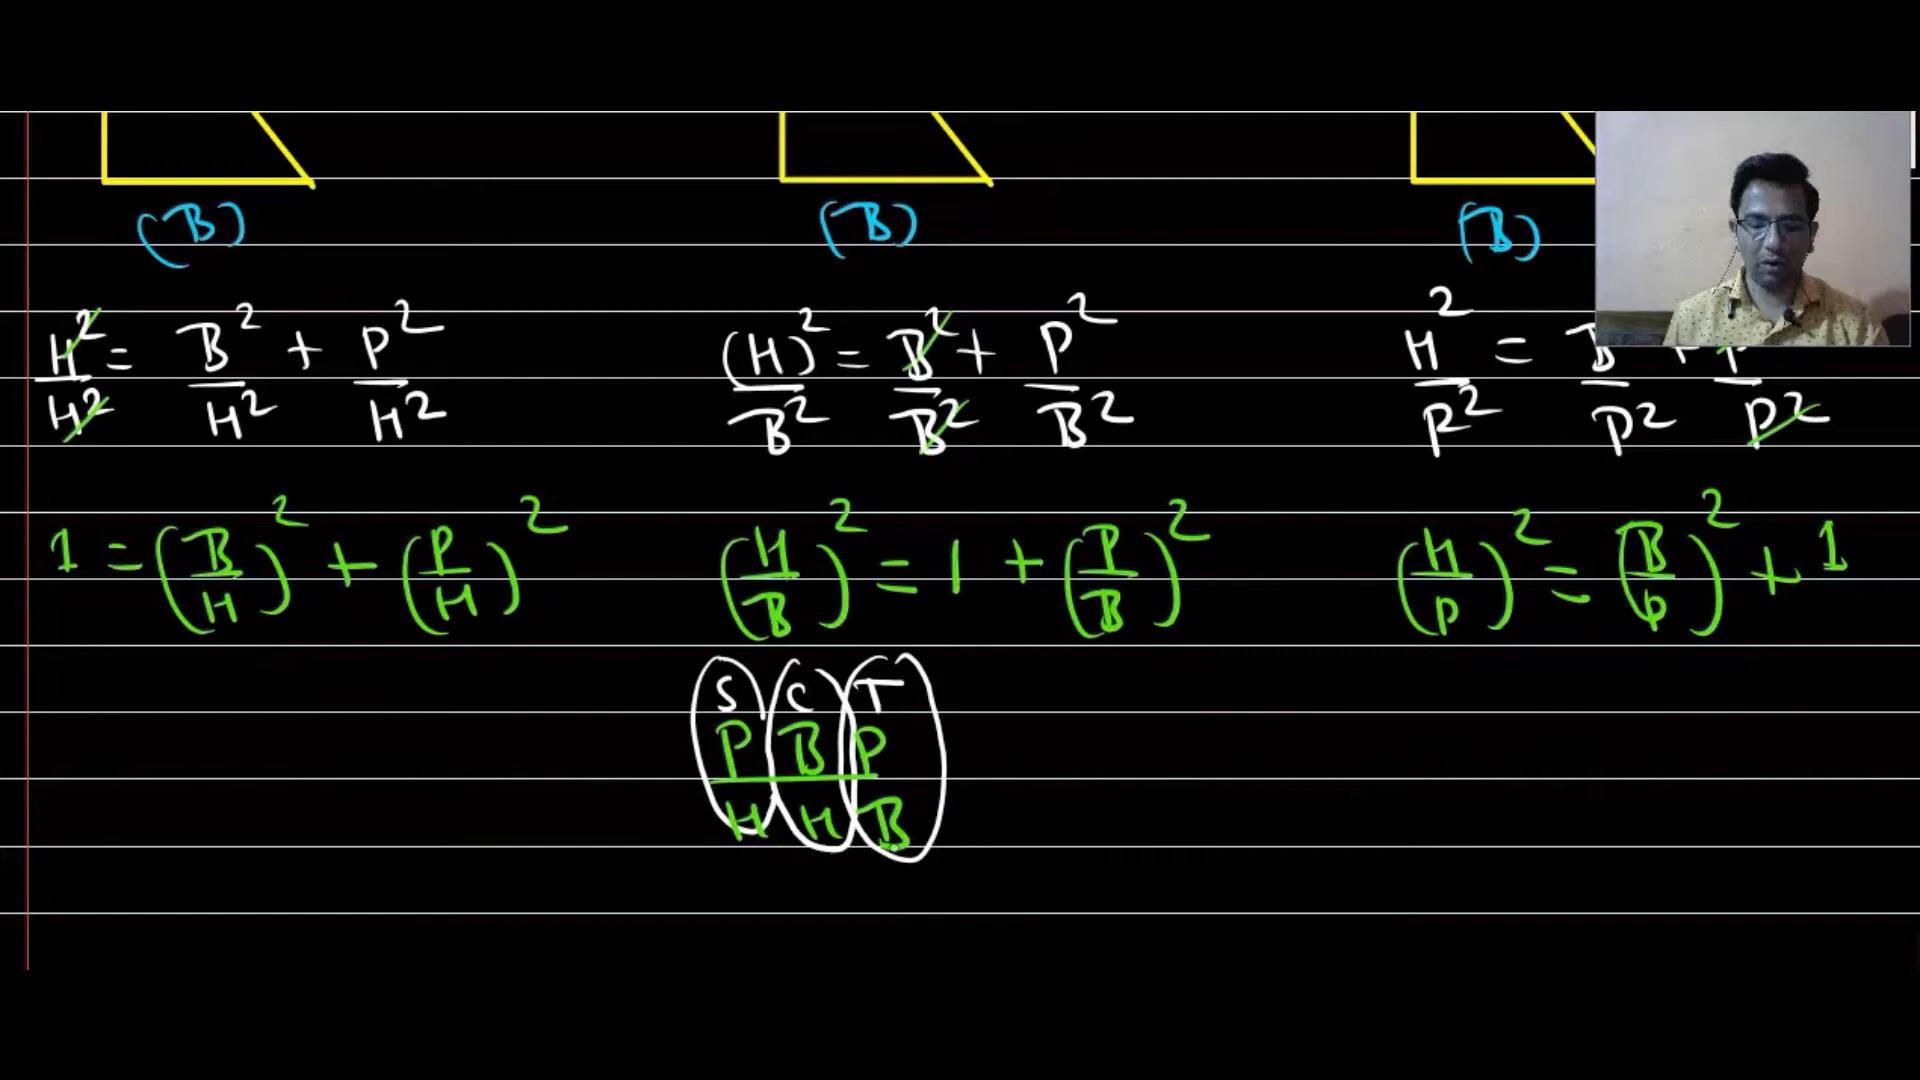 (B) (B) (B)
H²/H² = B²/H² + P²/H²
(H)²/B² = B²/B² + P²/B²
H²/P² = B/P² + P/P²
1 = (B/H)² + (P/H)²
(H/B)² = 1 + (P/B)²
(H/P)² = (B/P)² + 1
S C T
P B P
H H B